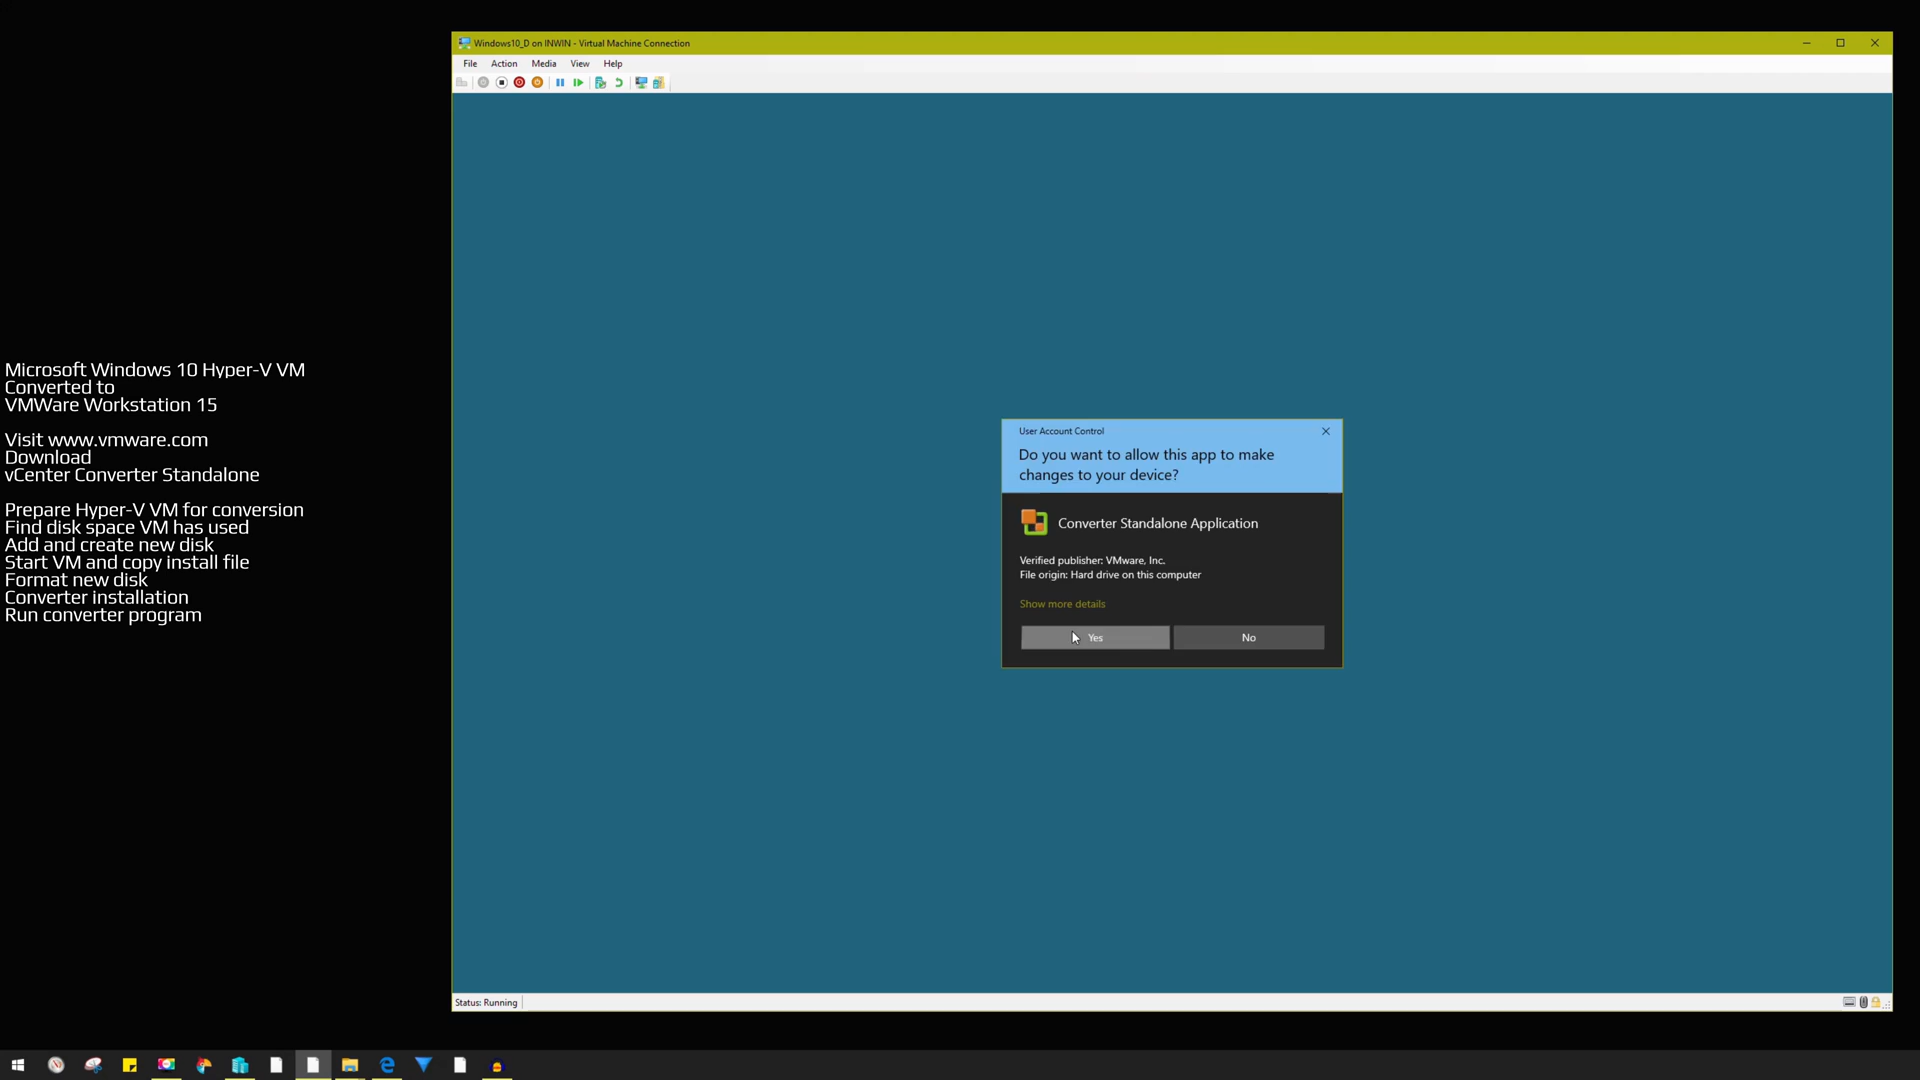 Windows10_D on INWIN - Virtual Machine Connection
File Action Media View Help
Microsoft Windows 10 Hyper-V VM
Converted to
VMWare Workstation 15
Visit www.vmware.com
Download
vCenter Converter Standalone
Prepare Hyper-V VM for conversion
Find disk space VM has used
Add and create new disk
Start VM and copy install file
Format new disk
Converter installation
Run converter program
User Account Control
Do you want to allow this app to make
changes to your device?
Converter Standalone Application
Verified publisher: VMware, Inc.
File origin: Hard drive on this computer
Show more details
Yes No
Status: Running